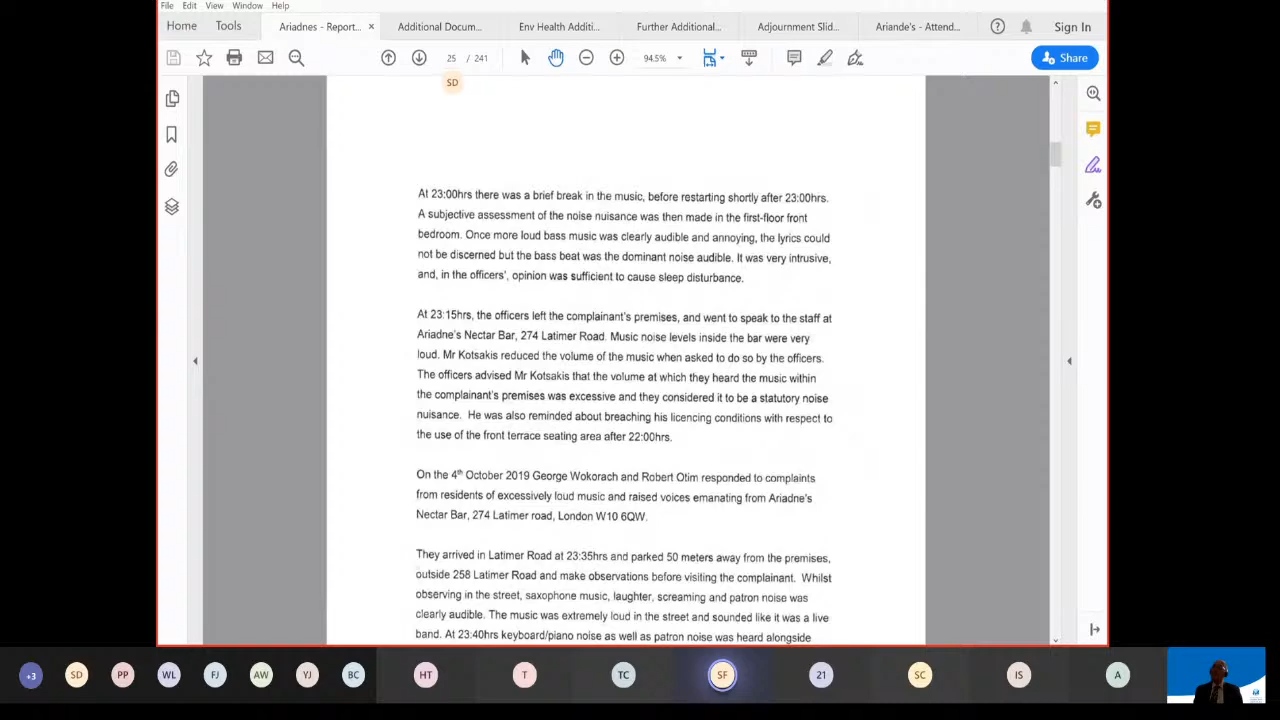 File Edit View Window Help
Home Tools Ariadnes - Report... × Additional Docum... Env Health Additi... Further Additional... Adjournment Slid... Ariande's - Attend... Sign In
25 / 241 94.5% Share
SD
At 23:00hrs there was a brief break in the music, before restarting shortly after 23:00hrs.
A subjective assessment of the noise nuisance was then made in the first-floor front
bedroom. Once more loud bass music was clearly audible and annoying, the lyrics could
not be discerned but the bass beat was the dominant noise audible. It was very intrusive,
and, in the officers', opinion was sufficient to cause sleep disturbance.
At 23:15hrs, the officers left the complainant's premises, and went to speak to the staff at
Ariadne's Nectar Bar, 274 Latimer Road. Music noise levels inside the bar were very
loud. Mr Kotsakis reduced the volume of the music when asked to do so by the officers.
The officers advised Mr Kotsakis that the volume at which they heard the music within
the complainant's premises was excessive and they considered it to be a statutory noise
nuisance. He was also reminded about breaching his licencing conditions with respect to
the use of the front terrace seating area after 22:00hrs.
On the 4th October 2019 George Wokorach and Robert Otim responded to complaints
from residents of excessively loud music and raised voices emanating from Ariadne's
Nectar Bar, 274 Latimer road, London W10 6QW.
They arrived in Latimer Road at 23:35hrs and parked 50 meters away from the premises,
outside 258 Latimer Road and make observations before visiting the complainant. Whilst
observing in the street, saxophone music, laughter, screaming and patron noise was
clearly audible. The music was extremely loud in the street and sounded like it was a live
band. At 23:40hrs keyboard/piano noise as well as patron noise was heard alongside
+3 SD PP WL FJ AW YJ BC HT T TC SF 21 SC IS A